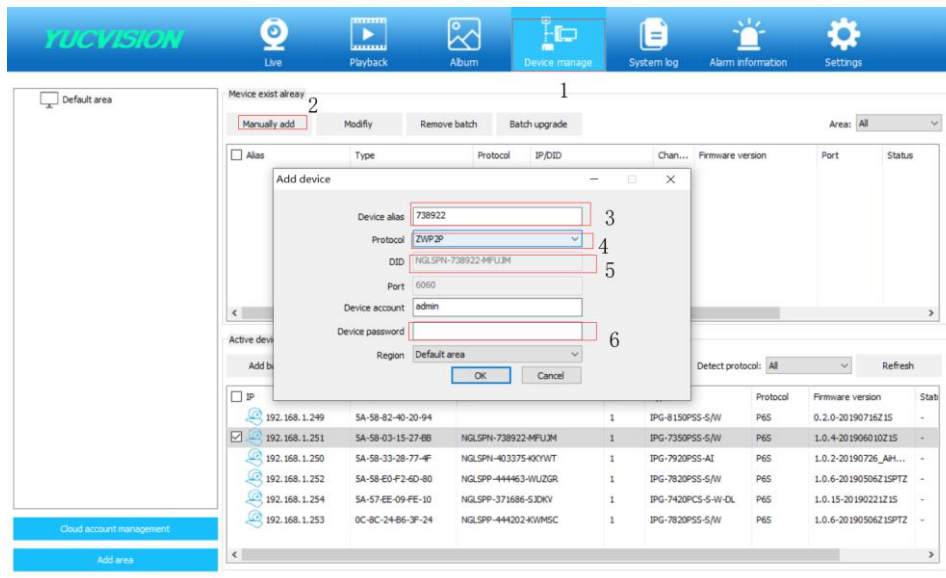 YUCVISION
Live Playback Album Device manage System log Alarm information Settings
1
Default area
Mevice exist alreay
2
Manually add Modifiy Remove batch Batch upgrade Area: All
Alias Type Protocol IP/DID Chan... Firmware version Port Status
Add device
Device alias 738922 3
Protocol ZWP2P 4
DID NGLSPN-738922-MFUJM 5
Port 6060
Device account admin
Device password 6
Region Default area
OK Cancel
Active devi
Add ba Detect protocol: All Refresh
IP Protocol Firmware version Stab
192.168.1.249 5A-58-82-40-20-94 1 IPG-8150PSS-S/W P6S 0.2.0-20190716Z1S -
192.168.1.251 5A-58-03-15-27-BB NGLSPN-738922-MFUJM 1 IPG-7350PSS-S/W P6S 1.0.4-20190601OZ1S -
192.168.1.250 5A-58-33-28-77-4F NGLSPN-403375-KKYWT 1 IPG-7920PSS-AI P6S 1.0.2-20190726_AiH... -
192.168.1.252 5A-58-E0-F2-6D-80 NGLSPP-444463-WUZGR 1 IPG-7820PSS-S/W P6S 1.0.6-20190506Z1SPTZ -
192.168.1.254 5A-57-EE-09-FE-10 NGLSPP-371686-SJDKV 1 IPG-7420PCS-S-W-DL P6S 1.0.15-20190221Z1S -
192.168.1.253 0C-8C-24-B6-3F-24 NGLSPP-444202-KWMSC 1 IPG-7820PSS-S/W P6S 1.0.6-20190506Z1SPTZ -
Cloud account management
Add area